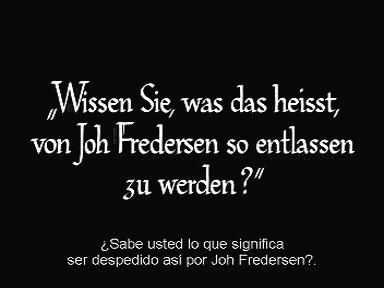 „Wissen Sie, was das heisst,
von Joh Fredersen so entlassen
zu werden?"
¿Sabe usted lo que significa
ser despedido así por Joh Fredersen?.